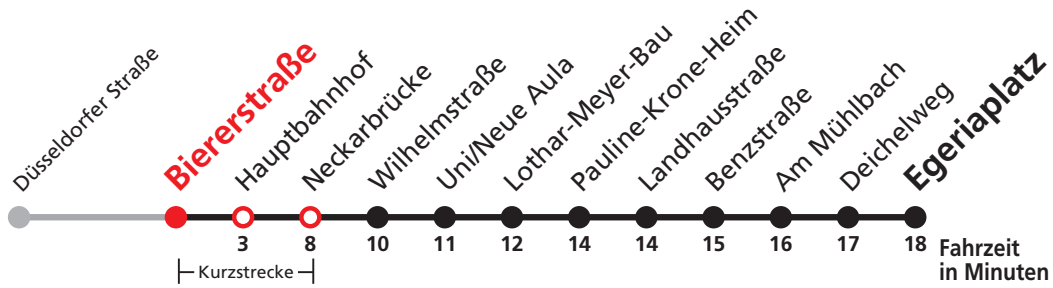 Düsseldorfer Straße
Biererstraße
Hauptbahnhof
Neckarbrücke
Wilhelmstraße
Uni/Neue Aula
Lothar-Meyer-Bau
Pauline-Krone-Heim
Landhausstraße
Benzstraße
Am Mühlbach
Deichelweg
Egeriaplatz
3 8 10 11 12 14 14 15 16 17 18
Fahrzeit
in Minuten
Kurzstrecke